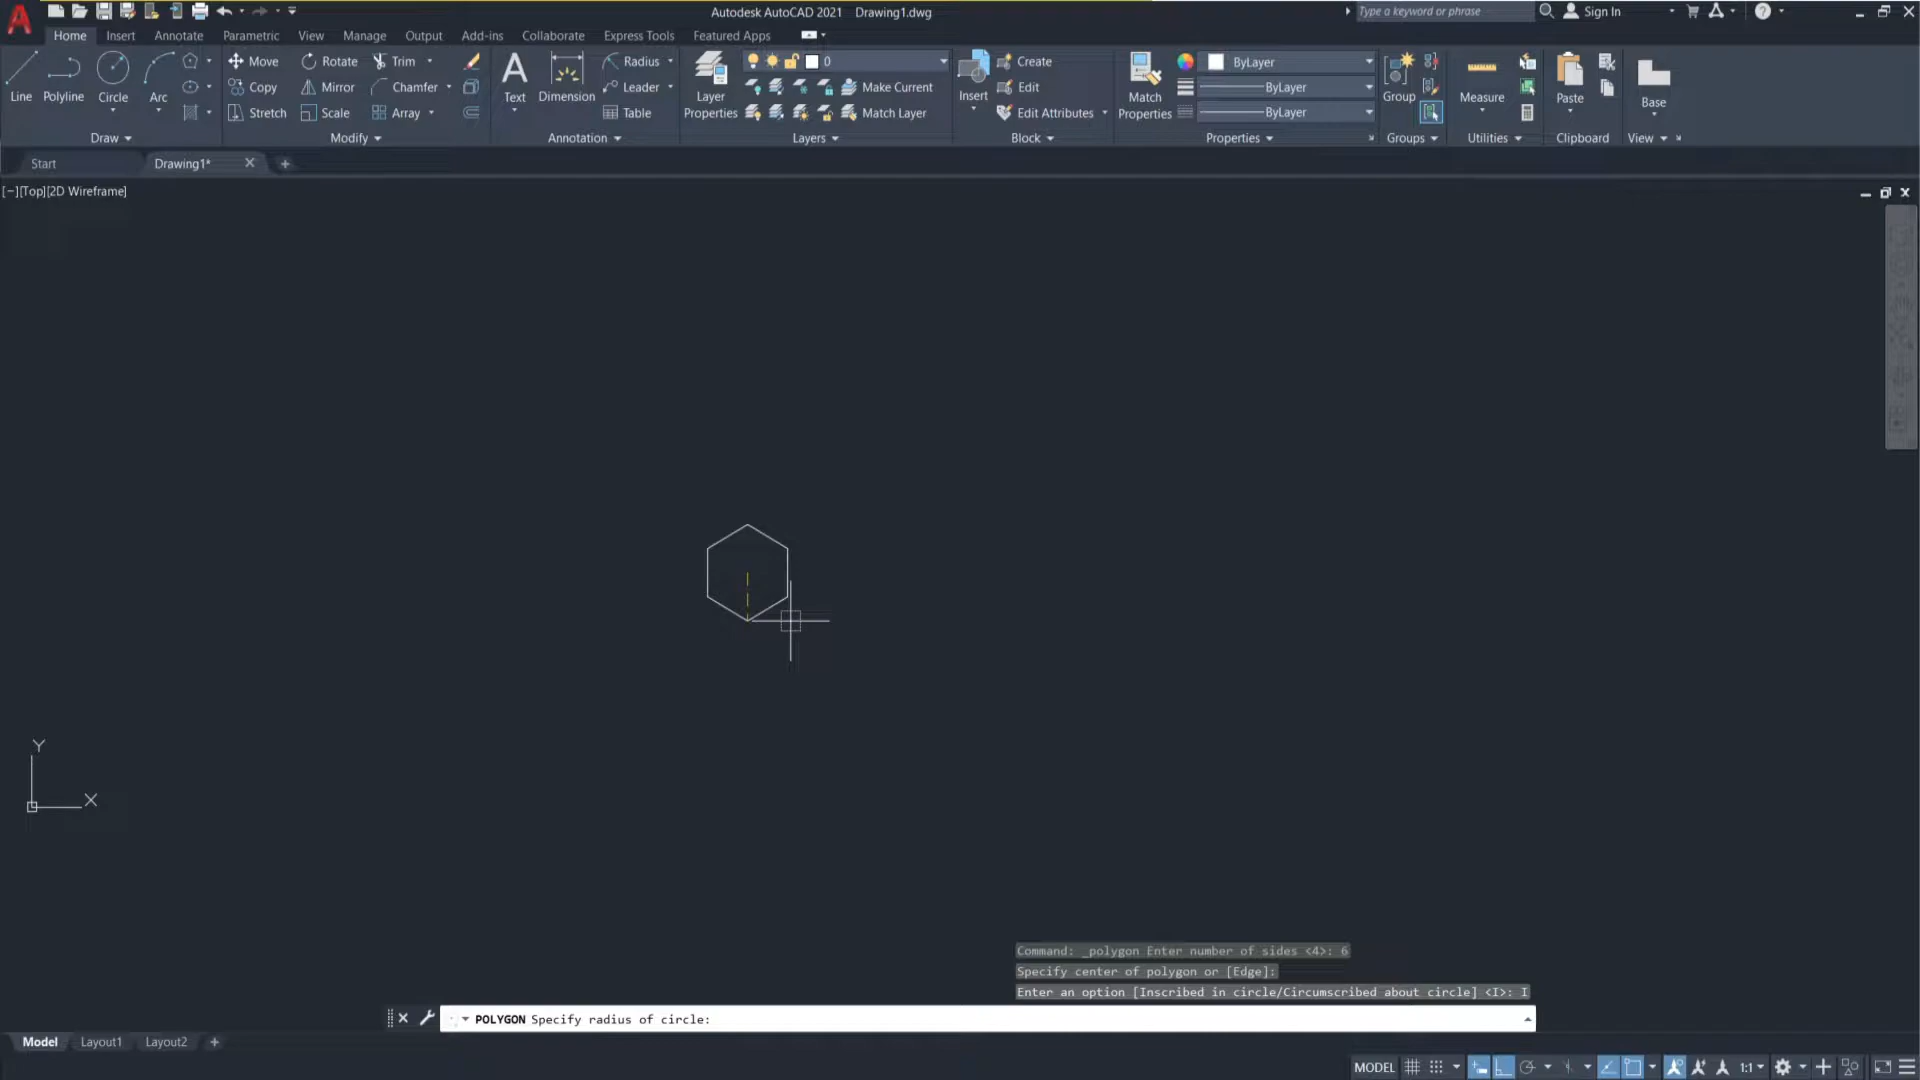 Autodesk AutoCAD 2021 Drawing1.dwg
Type a keyword or phrase
Sign In
Home Insert Annotate Parametric View Manage Output Add-ins Collaborate Express Tools Featured Apps
Line Polyline Circle Arc
Move Rotate Trim
Copy Mirror Chamfer
Stretch Scale Array
Text Dimension
Radius
Leader
Table
Layer Properties
0
Make Current
Match Layer
Insert
Create
Edit
Edit Attributes
Match Properties
ByLayer
ByLayer
ByLayer
Group
Measure
Paste
Base
Draw Modify Annotation Layers Block Properties Groups Utilities Clipboard View
Start Drawing1*
[−][Top][2D Wireframe]
Y
X
Command: _polygon Enter number of sides <4>: 6
Specify center of polygon or [Edge]:
Enter an option [Inscribed in circle/Circumscribed about circle] <I>: I
POLYGON Specify radius of circle:
Model Layout1 Layout2 +
MODEL 1:1